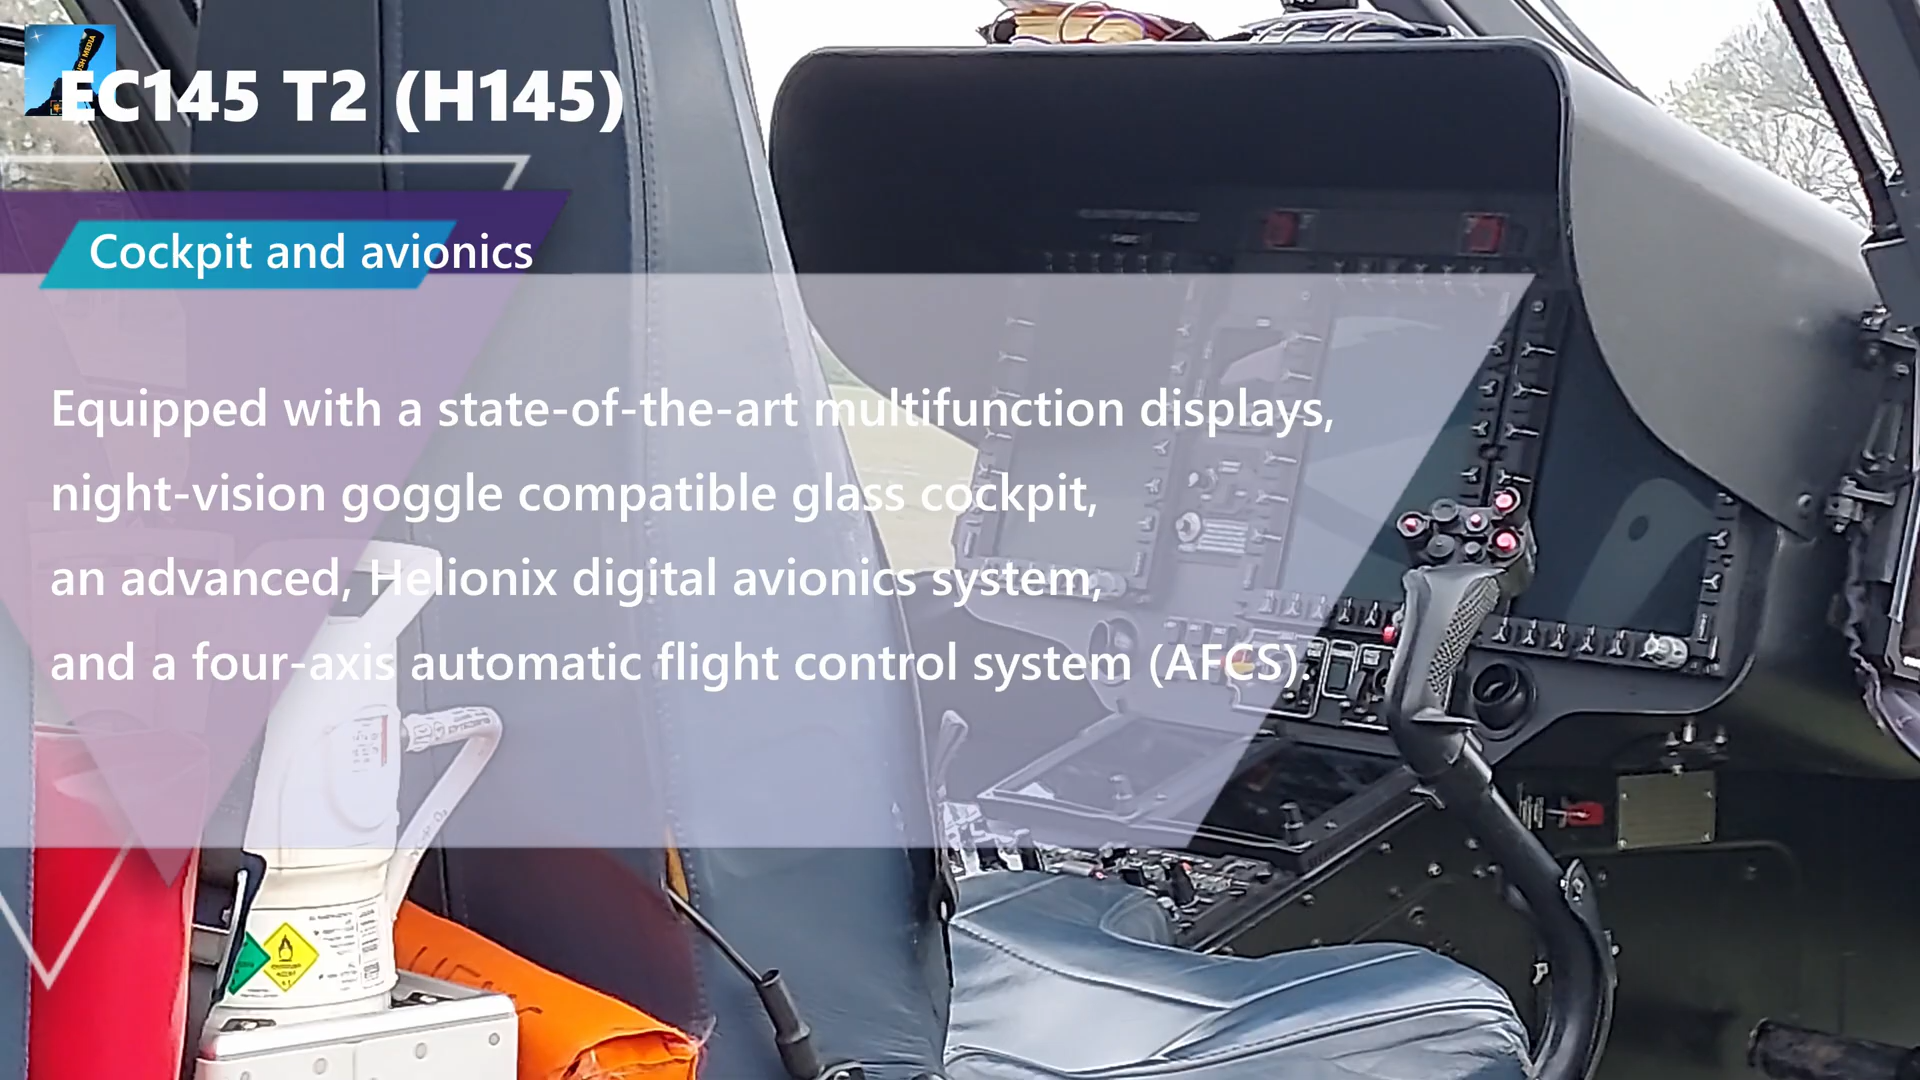 EC145 T2 (H145)
Cockpit and avionics
Equipped with a state-of-the-art multifunction displays,
night-vision goggle compatible glass cockpit,
an advanced, Helionix digital avionics system,
and a four-axis automatic flight control system (AFCS).